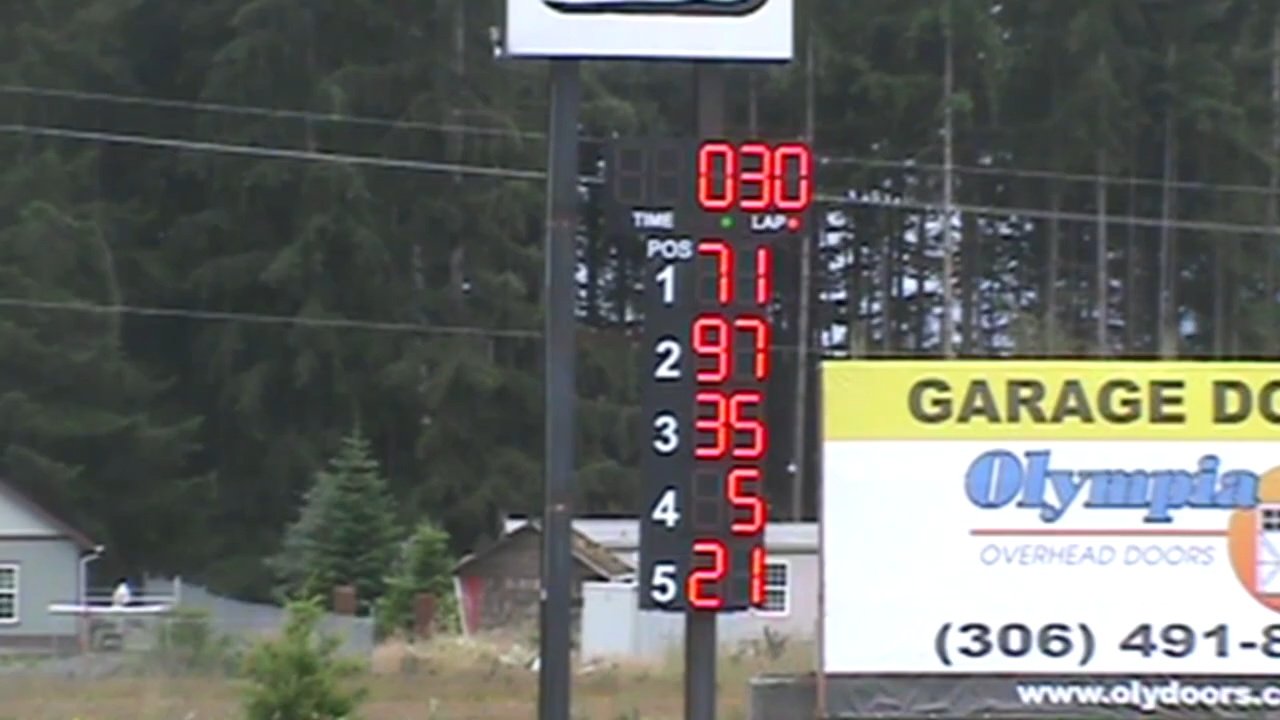 030
TIME LAP
POS
1 71
2 97
3 35
4 5
5 21
GARAGE DO
Olympia
OVERHEAD DOORS
(306) 491-8
www.olydoors.c